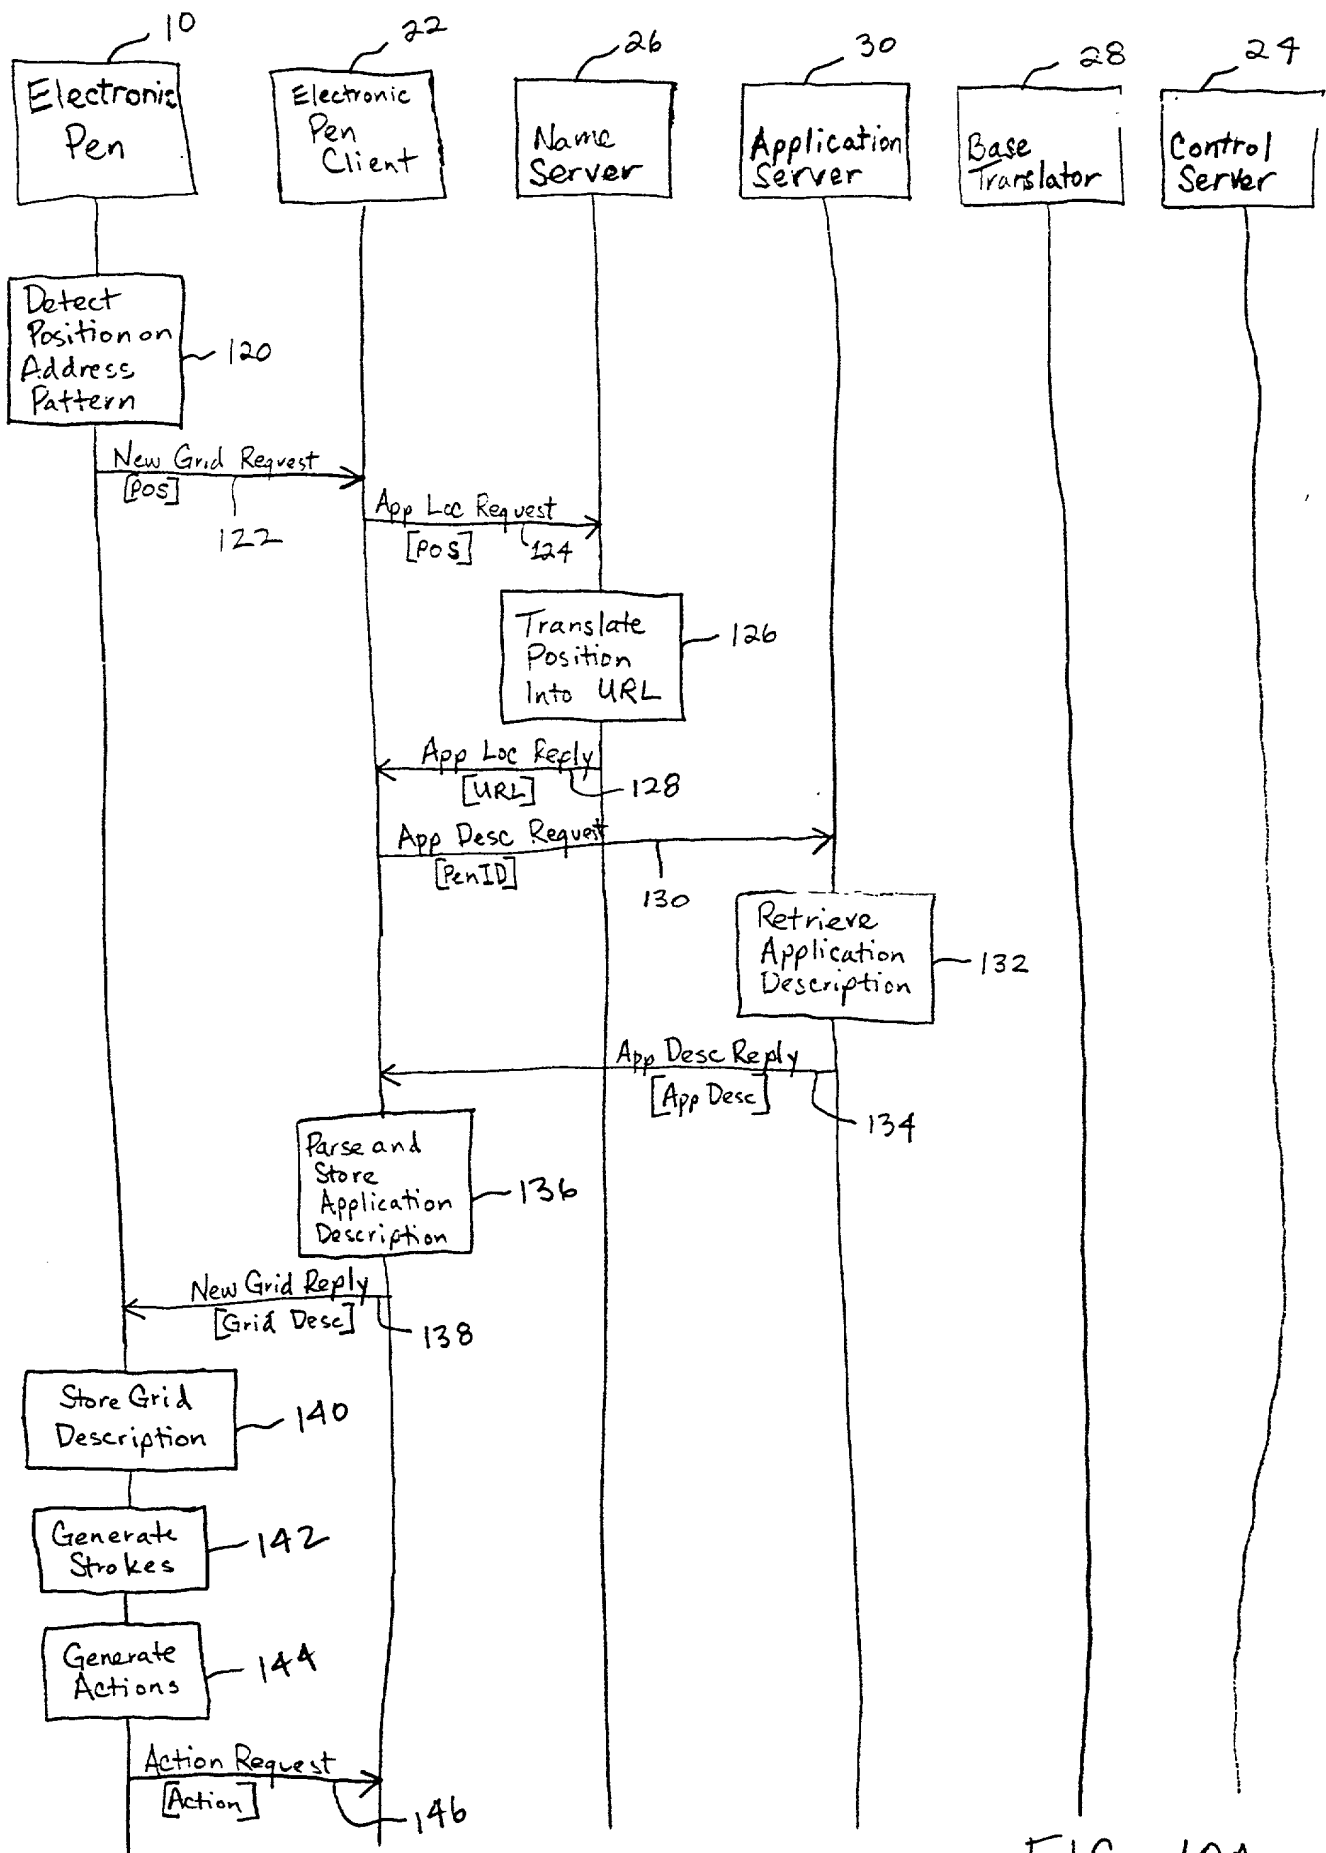 10
22
26
30
28
24
Electronic
Pen
Electronic
Pen
Client
Name
Server
Application
Server
Base
Translator
Control
Server
Detect
Position on
Address
Pattern
120
New Grid Request
[POS]
122
App Loc Request
[POS]
124
Translate
Position
Into URL
126
App Loc Reply
[URL]
128
App Desc Request
[PenID]
130
Retrieve
Application
Description
132
App Desc Reply
[App Desc]
134
Parse and
Store
Application
Description
136
New Grid Reply
[Grid Desc]
138
Store Grid
Description
140
Generate
Strokes
142
Generate
Actions
144
Action Request
[Action]
146